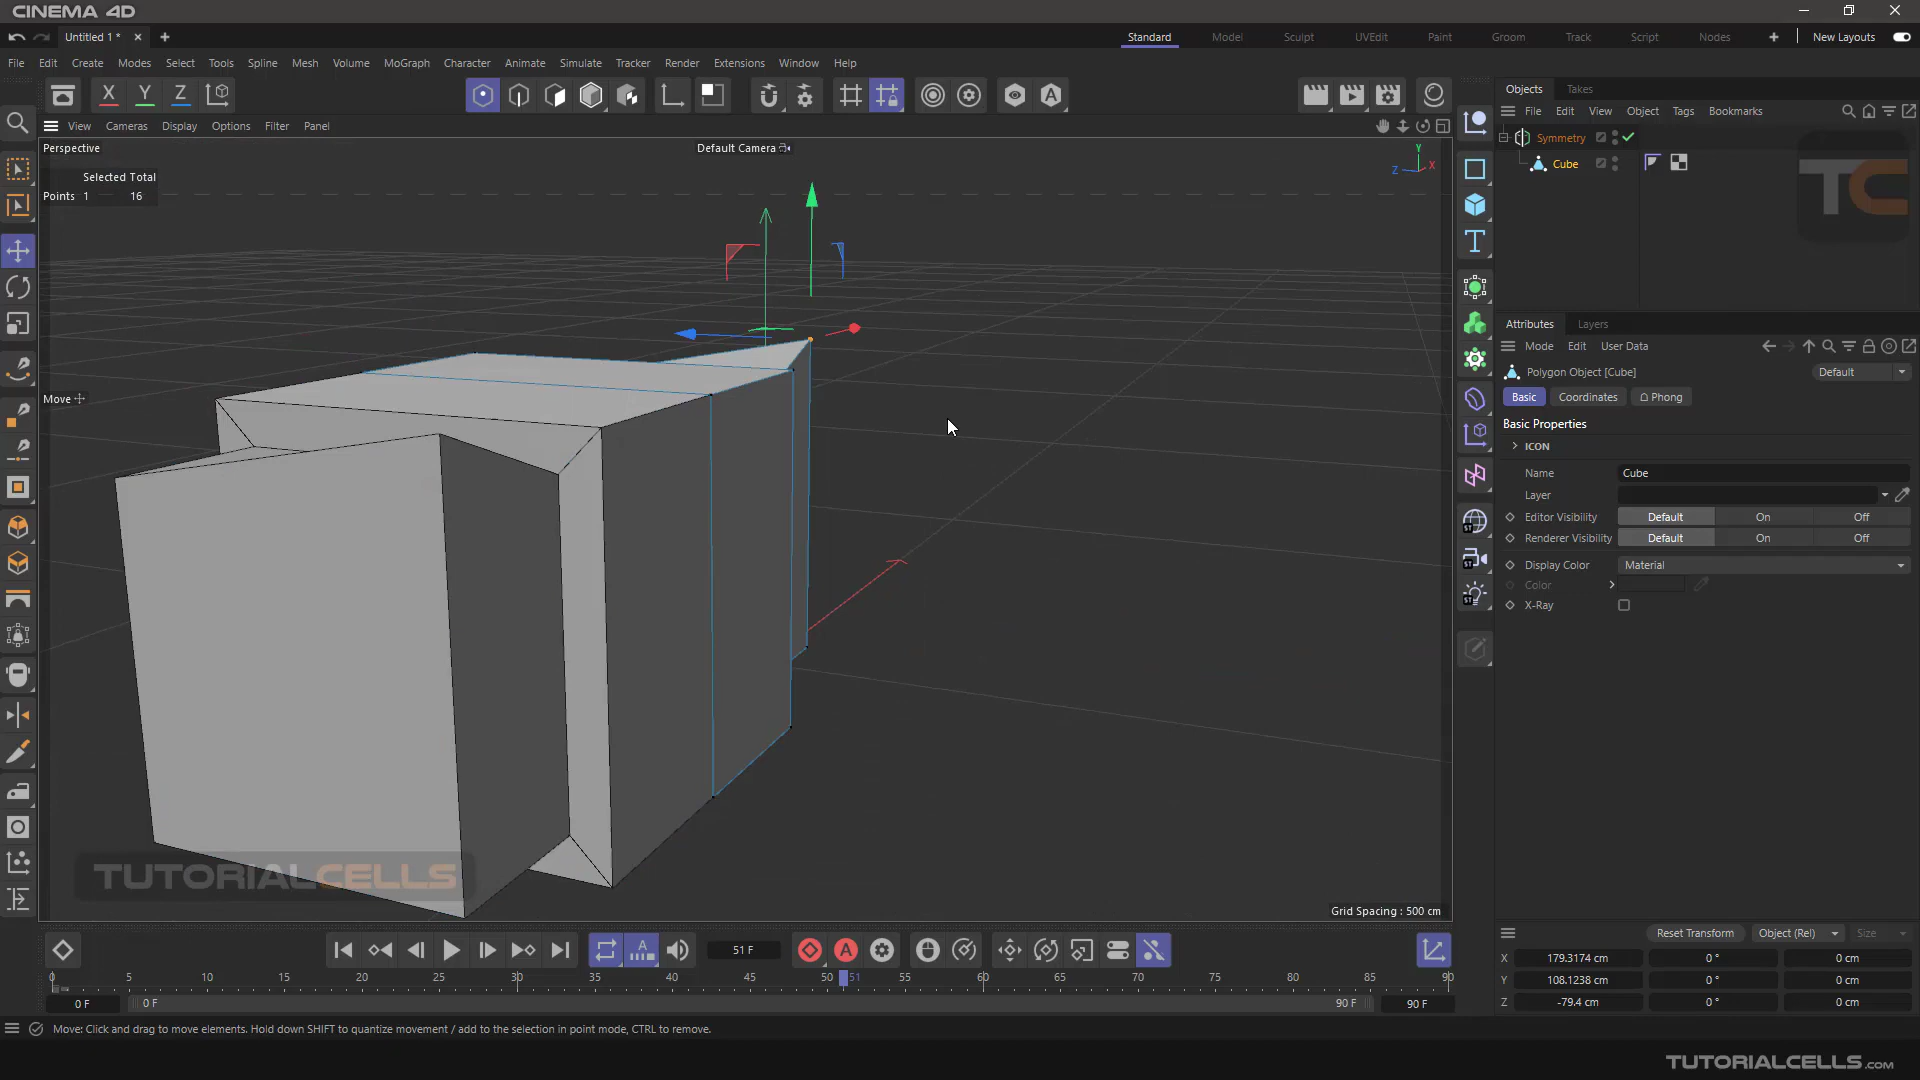 CINEMA 4D
Untitled 1 *
Standard Model Sculpt UVEdit Paint Groom Track Script Nodes New Layouts
File Edit Create Modes Select Tools Spline Mesh Volume MoGraph Character Animate Simulate Tracker Render Extensions Window Help
X Y Z
Objects Takes
File Edit View Object Tags Bookmarks
View Cameras Display Options Filter Panel
Perspective
Default Camera
Y
X
Z
Symmetry
Cube
TC
Selected Total
Points 1 16
Move
Attributes Layers
Mode Edit User Data
Polygon Object [Cube]
Default
Basic Coordinates Phong
Basic Properties
ICON
Name Cube
Layer
Editor Visibility Default On Off
Renderer Visibility Default On Off
Display Color Material
Color
X-Ray
TUTORIALCELLS
Grid Spacing : 500 cm
51 F
0 5 10 15 20 25 30 35 40 45 50 51 55 60 65 70 75 80 85 90
0 F 0 F 90 F 90 F
Reset Transform Object (Rel) Size
X 179.3174 cm 0 ° 0 cm
Y 108.1238 cm 0 ° 0 cm
Z -79.4 cm 0 ° 0 cm
Move: Click and drag to move elements. Hold down SHIFT to quantize movement / add to the selection in point mode, CTRL to remove.
TUTORIALCELLS.com